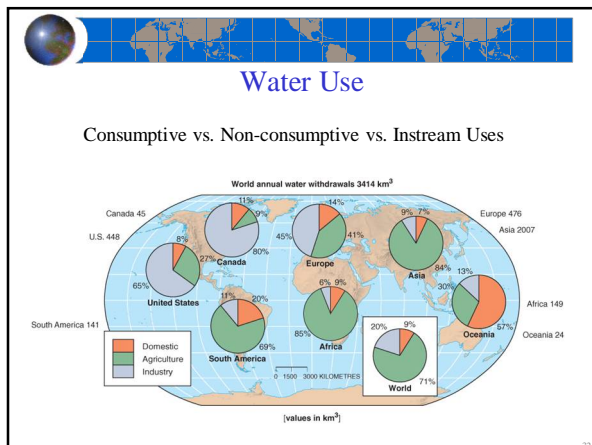 Water Use
Consumptive vs. Non-consumptive vs. Instream Uses
World annual water withdrawals 3414 km³
Canada 45
U.S. 448
South America 141
Europe 476
Asia 2007
Africa 149
Oceania 24
11%
9%
80%
Canada
14%
41%
45%
Europe
9%
7%
84%
Asia
8%
27%
65%
United States
13%
30%
57%
Oceania
11%
20%
69%
South America
6%
9%
85%
Africa
20%
9%
71%
World
Domestic
Agriculture
Industry
0 1500 3000 KILOMETRES
[values in km³]